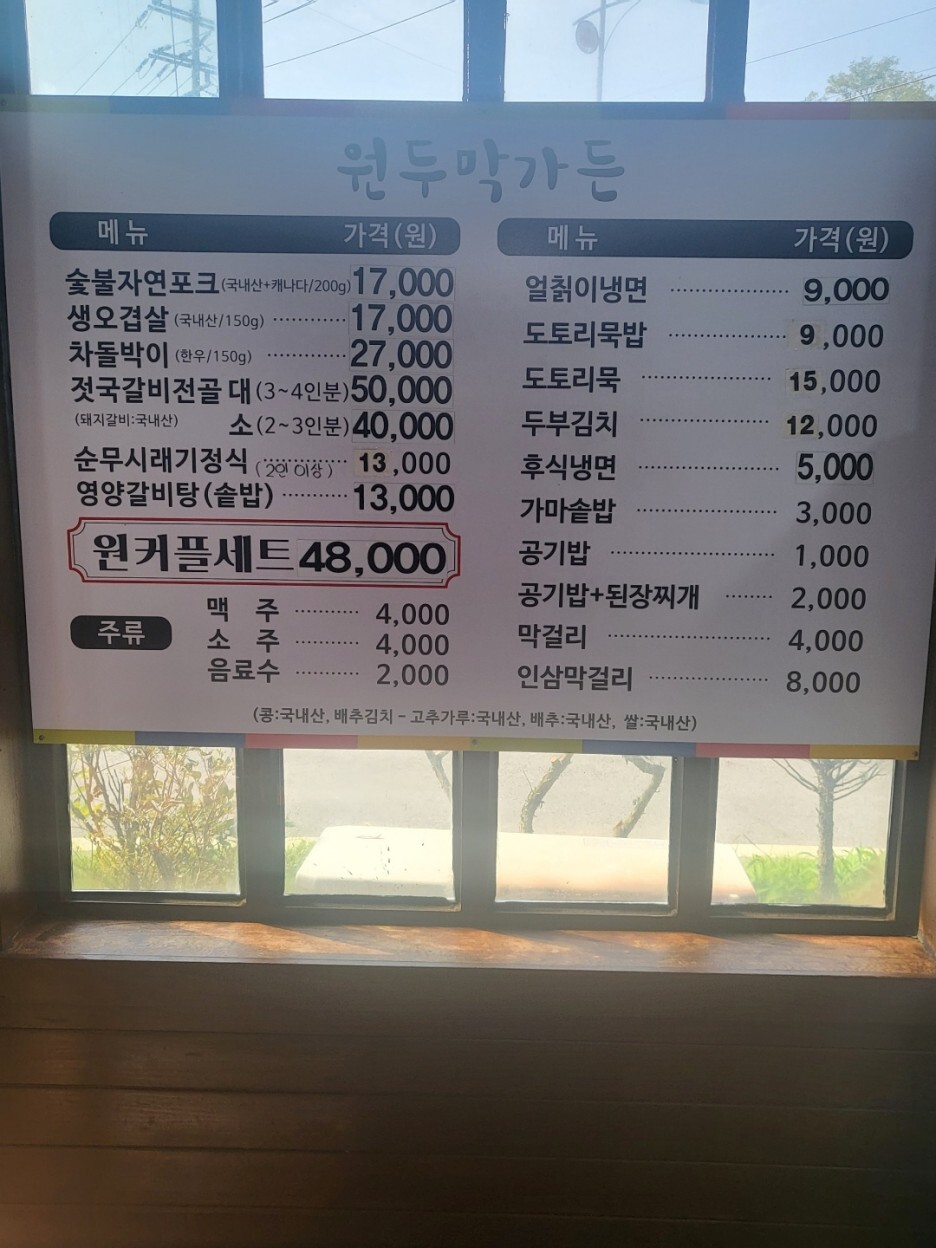 원두막가든
메뉴 가격(원)
숯불자연포크(국내산+캐나다/200g) 17,000
생오겹살 (국내산/150g) ············ 17,000
차돌박이 (한우/150g) ············· 27,000
젓국갈비전골 대(3~4인분) 50,000
(돼지갈비:국내산) 소(2~3인분) 40,000
순무시래기정식 (2인 이상) ············ 13,000
영양갈비탕(솥밥) ·········· 13,000
원커플세트 48,000
주류
맥 주 ·········· 4,000
소 주 ·········· 4,000
음료수 ·········· 2,000
메뉴 가격(원)
얼칡이냉면 ·················· 9,000
도토리묵밥 ·················· 9,000
도토리묵 ···················· 15,000
두부김치 ···················· 12,000
후식냉면 ····················· 5,000
가마솥밥 ····················· 3,000
공기밥 ························ 1,000
공기밥+된장찌개 ········ 2,000
막걸리 ························ 4,000
인삼막걸리 ·················· 8,000
(콩:국내산, 배추김치 - 고추가루:국내산, 배추:국내산, 쌀:국내산)